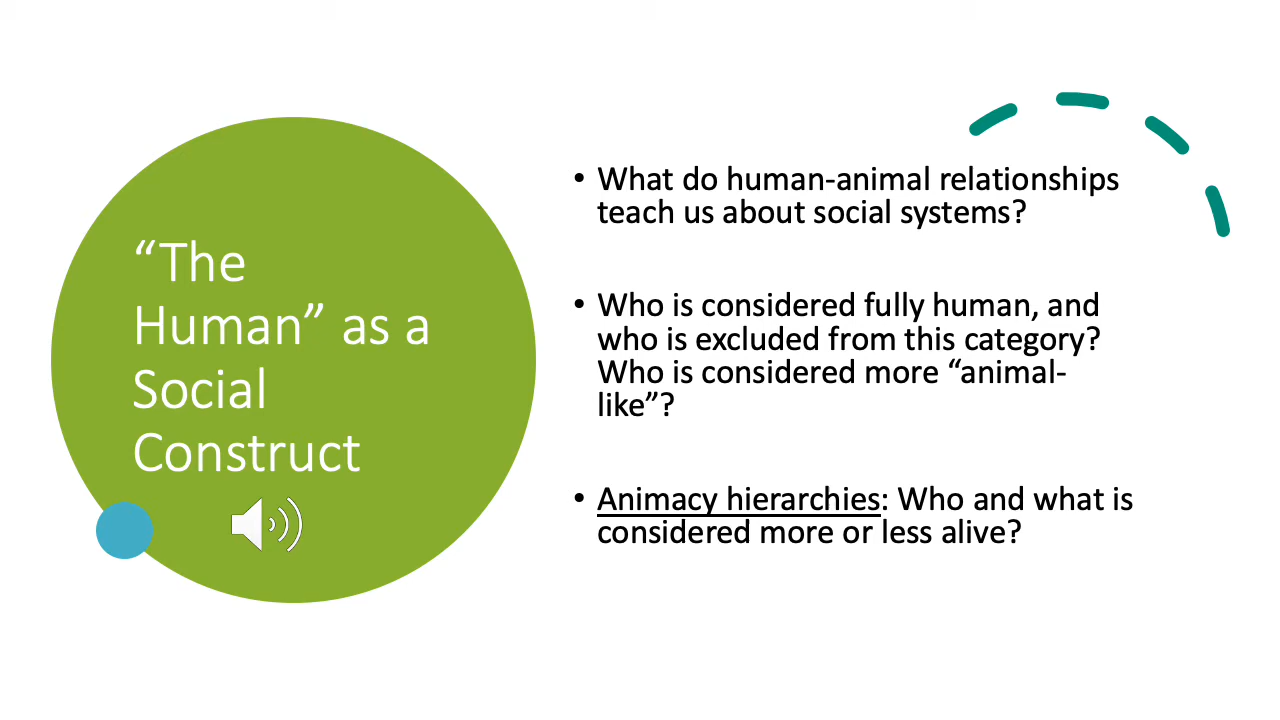 “The
Human” as a
Social
Construct
• What do human-animal relationships
teach us about social systems?
• Who is considered fully human, and
who is excluded from this category?
Who is considered more “animal-
like”?
• Animacy hierarchies: Who and what is
considered more or less alive?